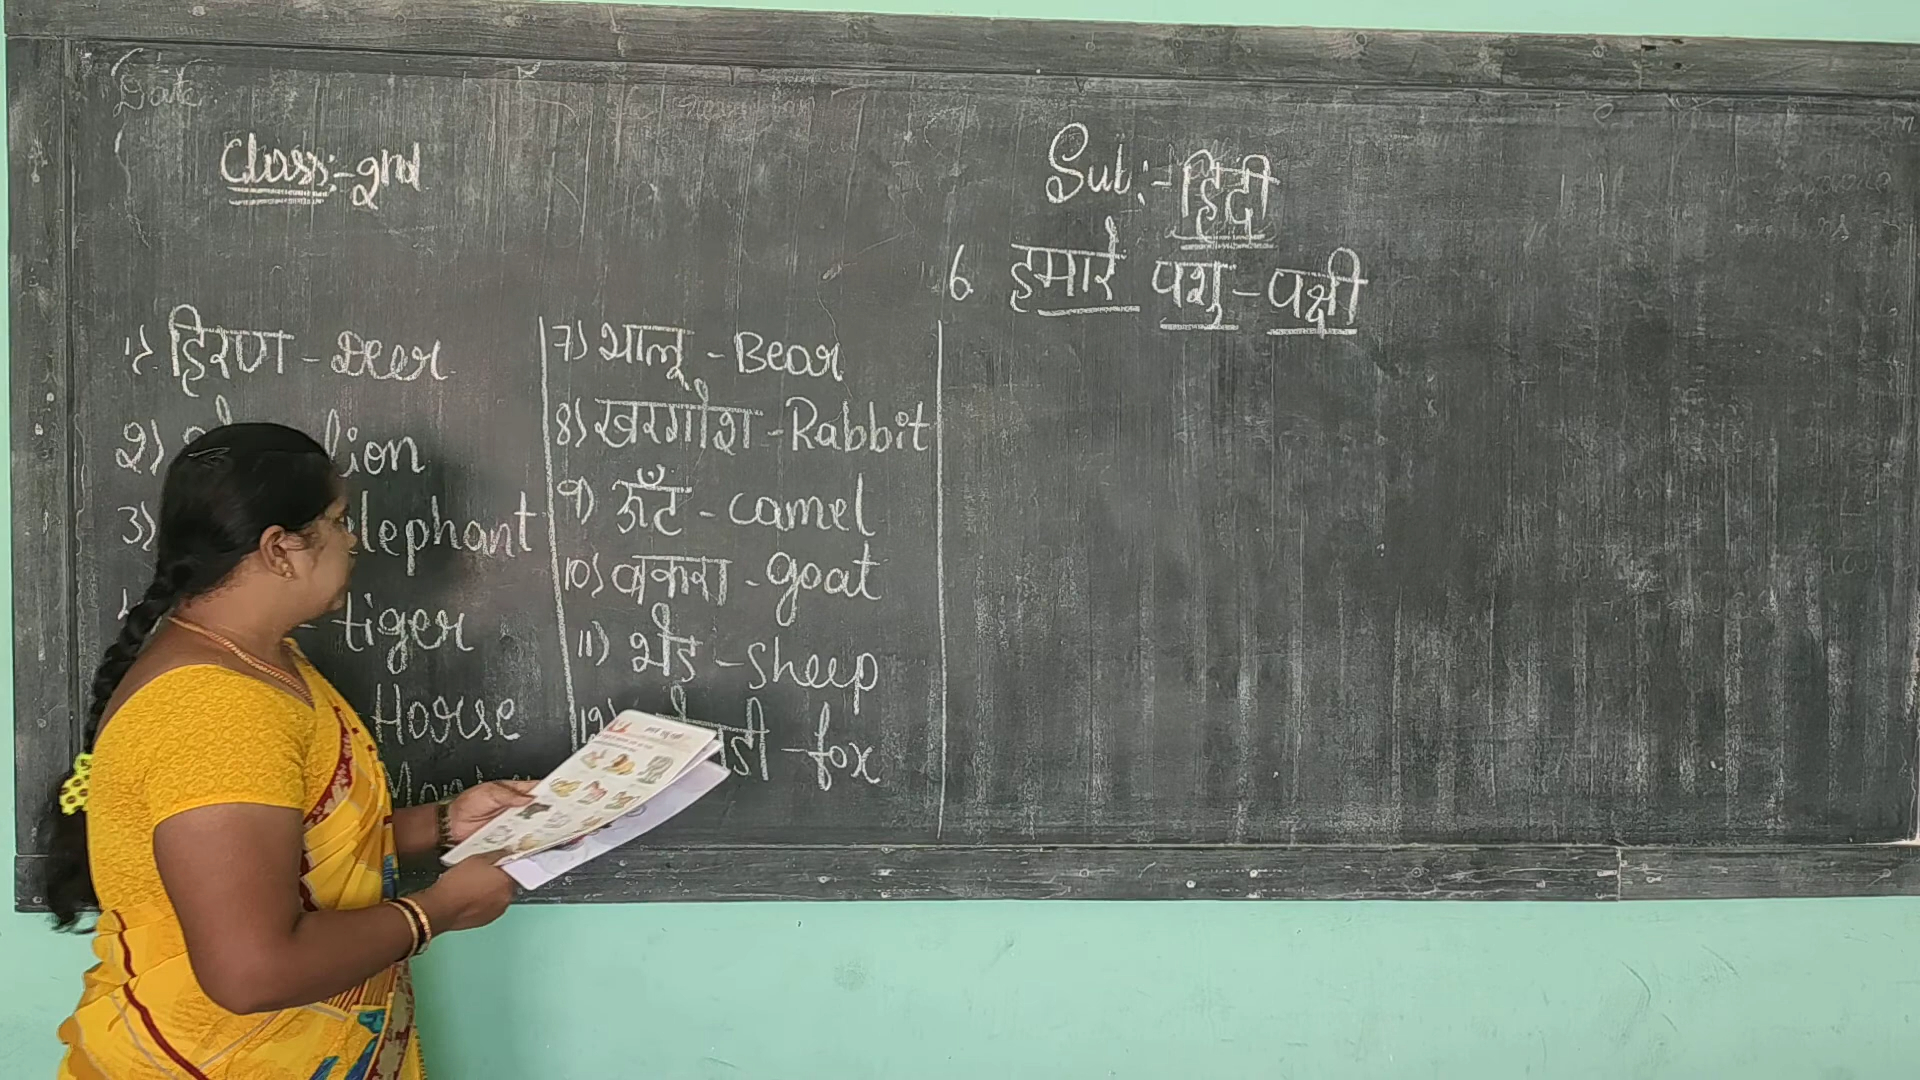 Date
Class:- 2nd
Sub:- हिंदी
6. हमारे पशु-पक्षी
1) हिरण - Deer
2) lion
3) elephant
- tiger
Horse
7) भालू - Bear
8) खरगोश - Rabbit
9) ऊँट - camel
10) बकरा - goat
11) भेड - sheep
12) - fox